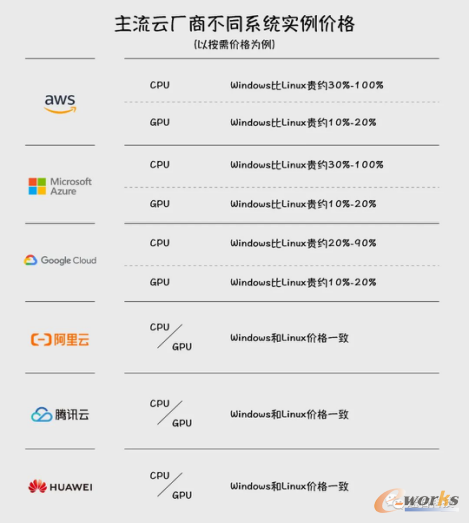 主流云厂商不同系统实例价格
(以按需价格为例)
aws
CPU Windows比Linux贵约30%-100%
GPU Windows比Linux贵约10%-20%
Microsoft
Azure
CPU Windows比Linux贵约30%-100%
GPU Windows比Linux贵约10%-20%
Google Cloud
CPU Windows比Linux贵约20%-90%
GPU Windows比Linux贵约10%-20%
阿里云
CPU/GPU Windows和Linux价格一致
腾讯云
CPU/GPU Windows和Linux价格一致
HUAWEI
CPU/GPU Windows和Linux价格一致
e-works